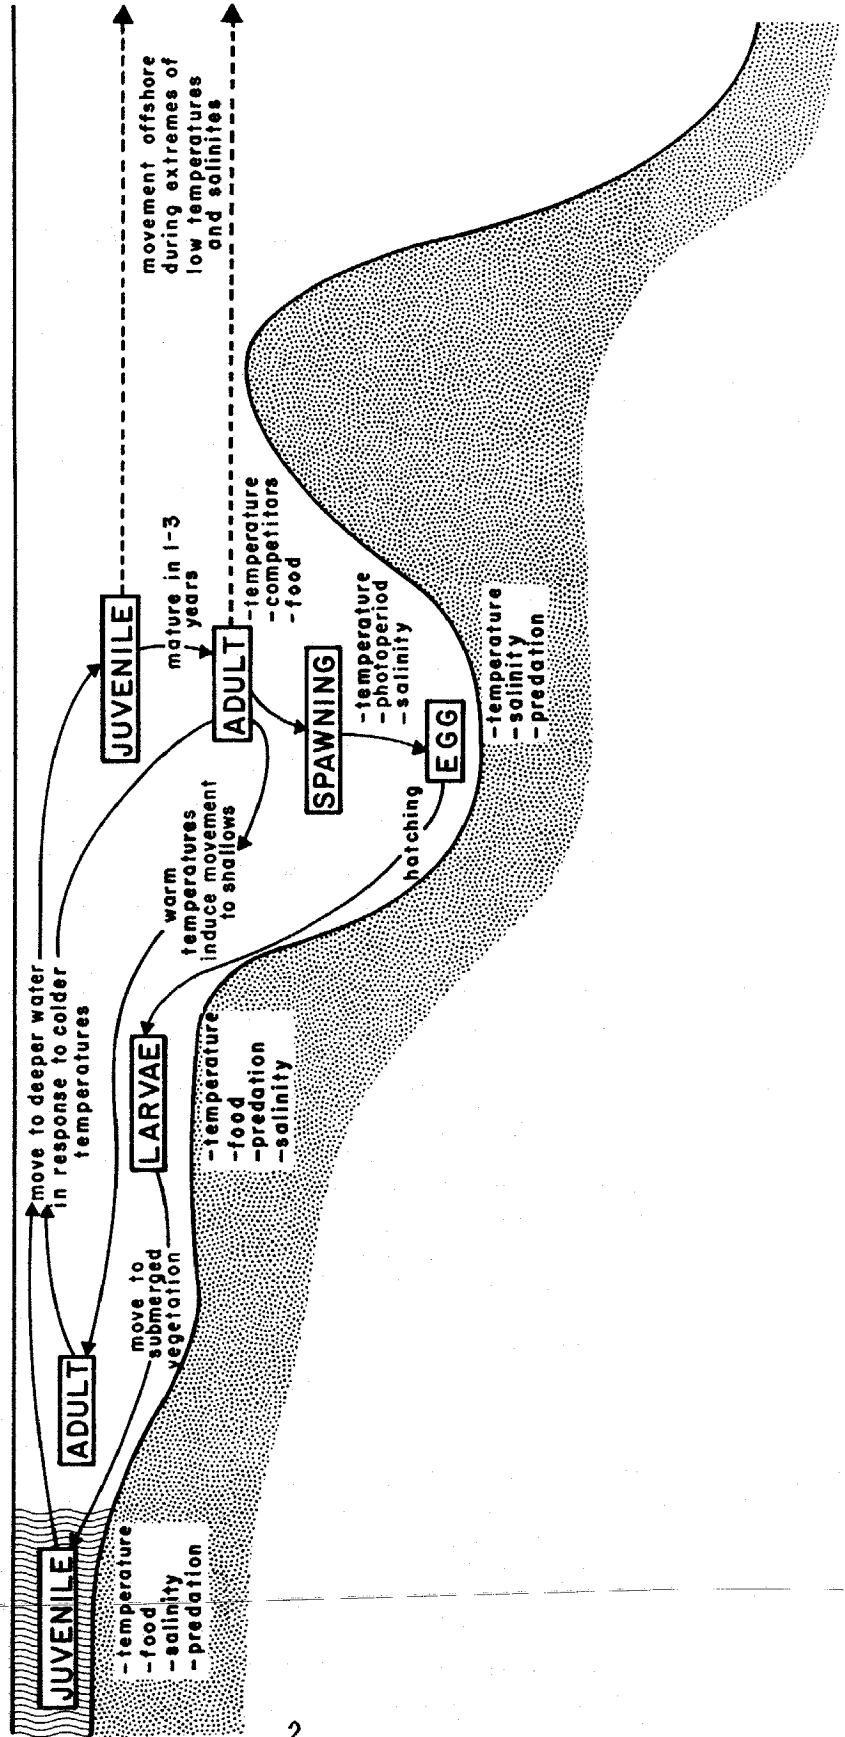 JUVENILE
-temperature
-food
-salinity
-predation
ADULT
move to deeper water
in response to colder
temperatures
move to
submerged
vegetation
LARVAE
-temperature
-food
-predation
-salinity
warm
temperatures
induce movement
to shallows
hatching
JUVENILE
mature in 1-3
years
ADULT
-temperature
-competitors
-food
SPAWNING
-temperature
-photoperiod
-salinity
EGG
-temperature
-salinity
-predation
movement offshore
during extremes of
low temperatures
and salinites
2